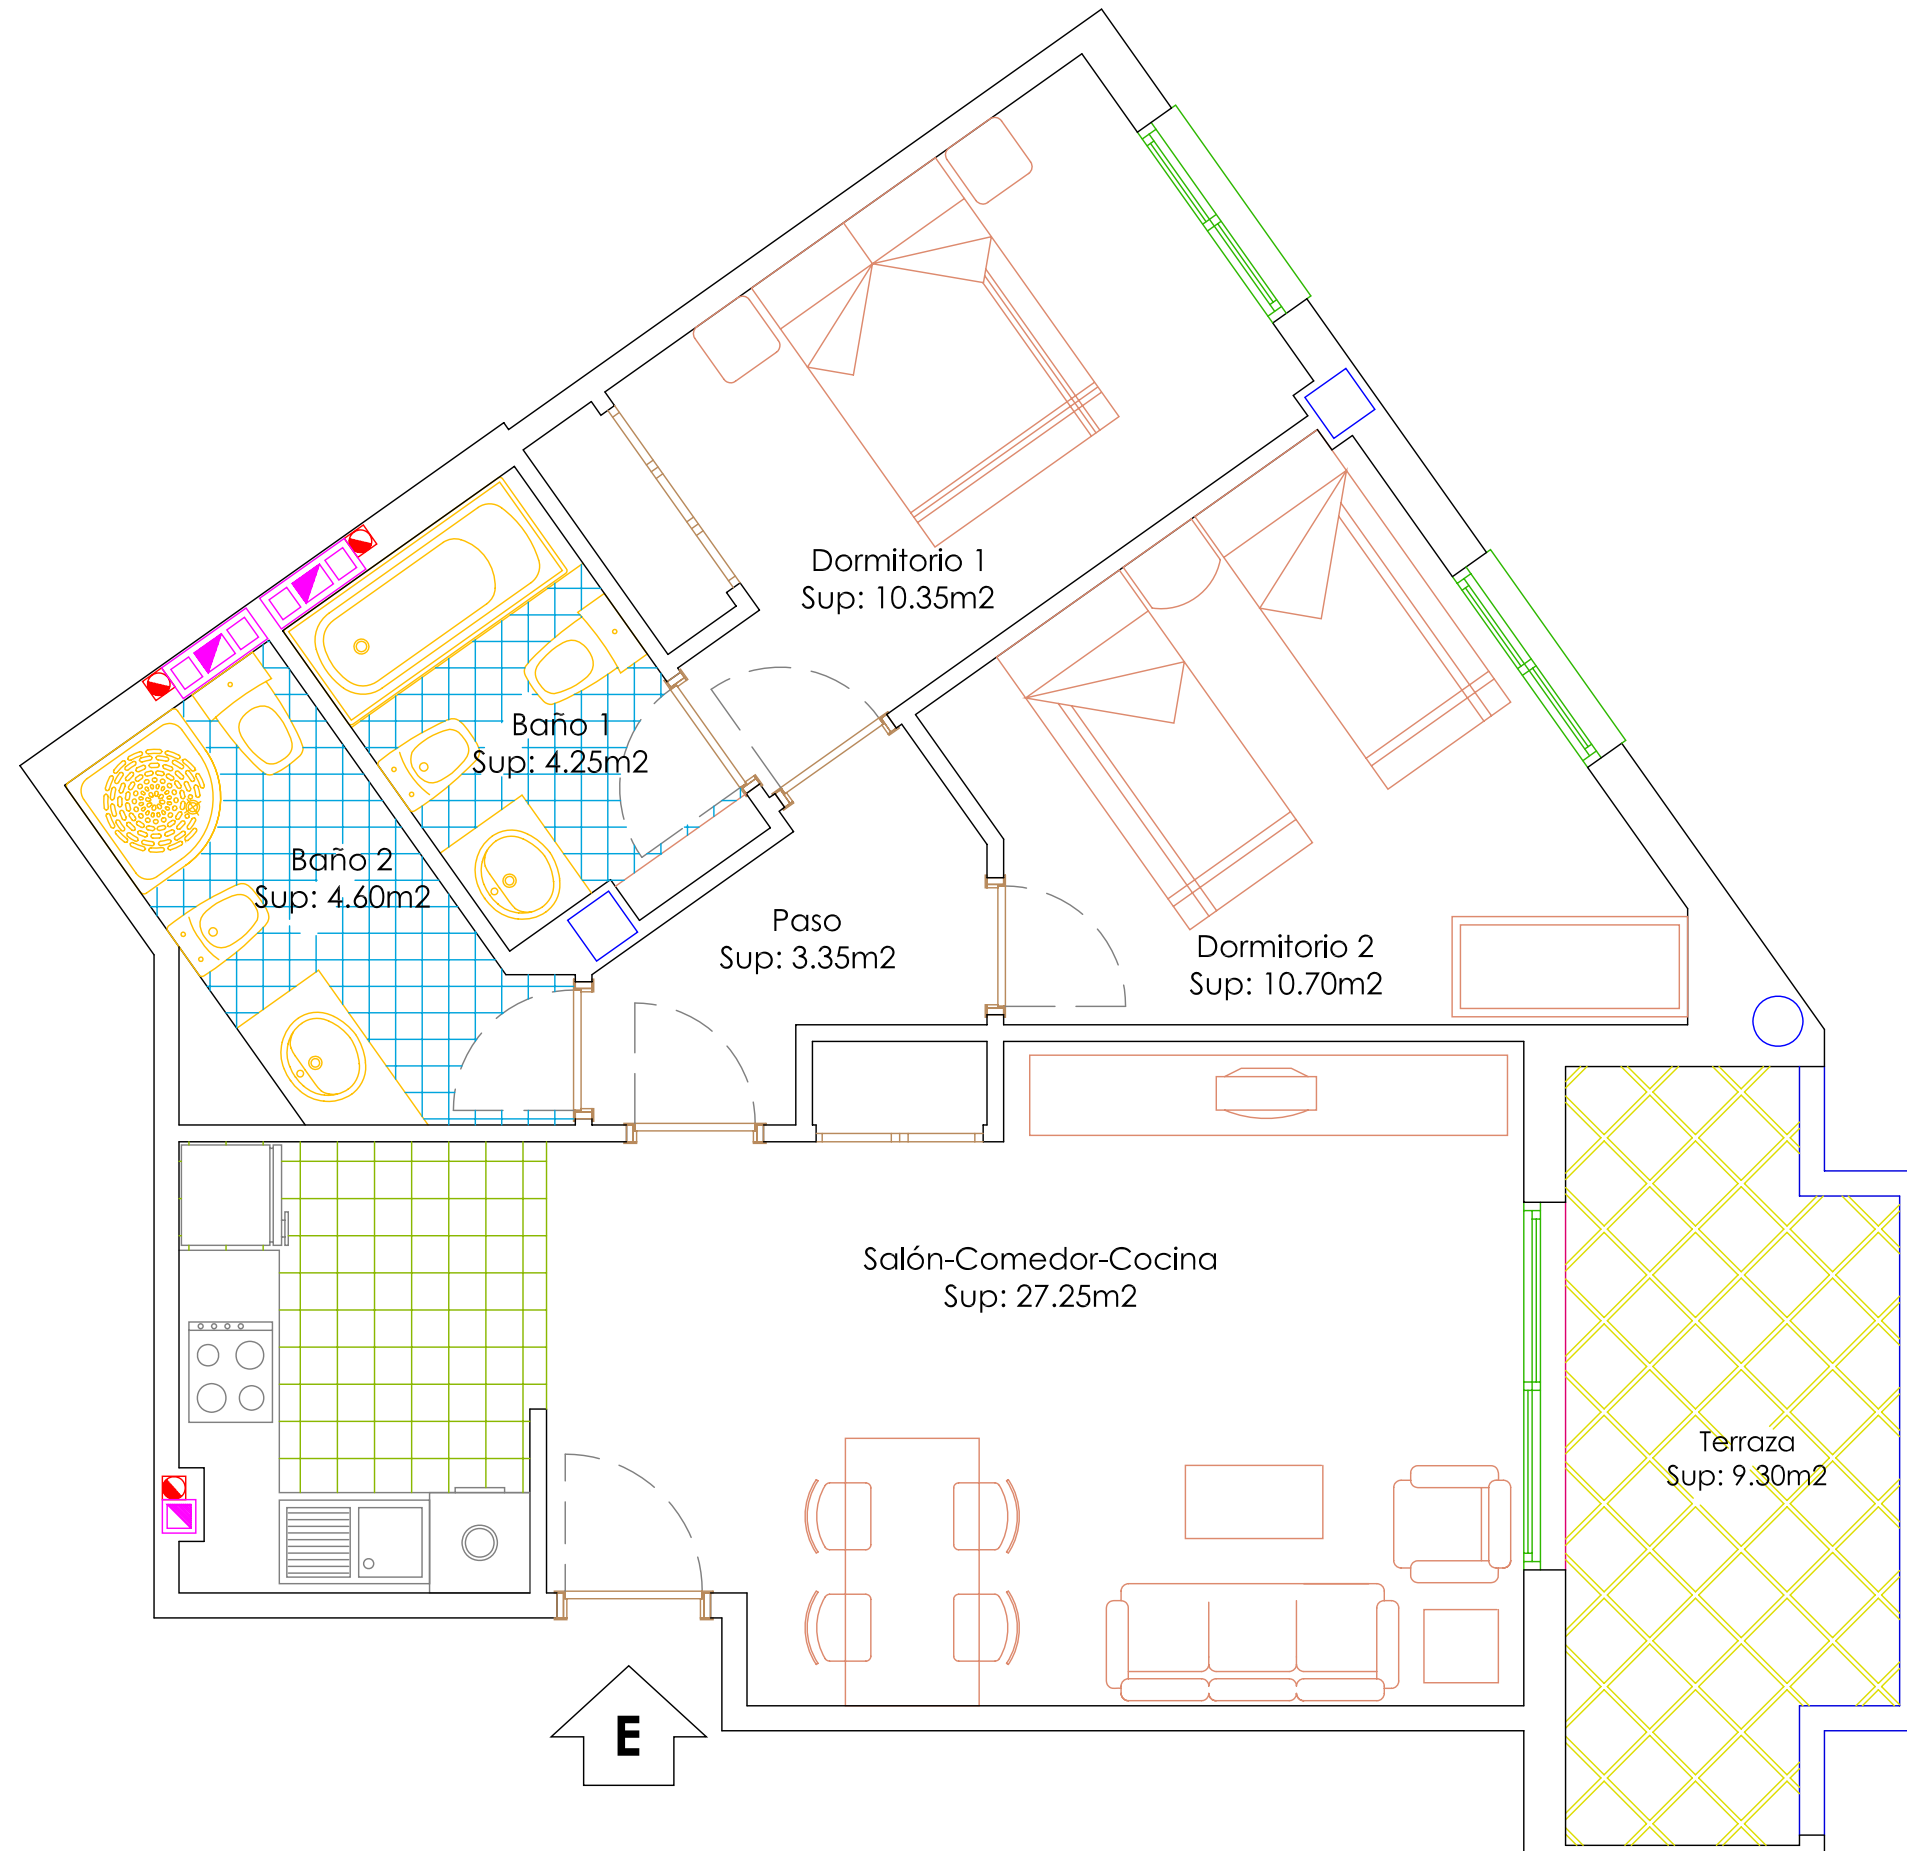 Dormitorio 1
Sup: 10.35m2
Baño 1
Sup: 4.25m2
Baño 2
Sup: 4.60m2
Paso
Sup: 3.35m2
Dormitorio 2
Sup: 10.70m2
Salón-Comedor-Cocina
Sup: 27.25m2
Terraza
Sup: 9.30m2
E